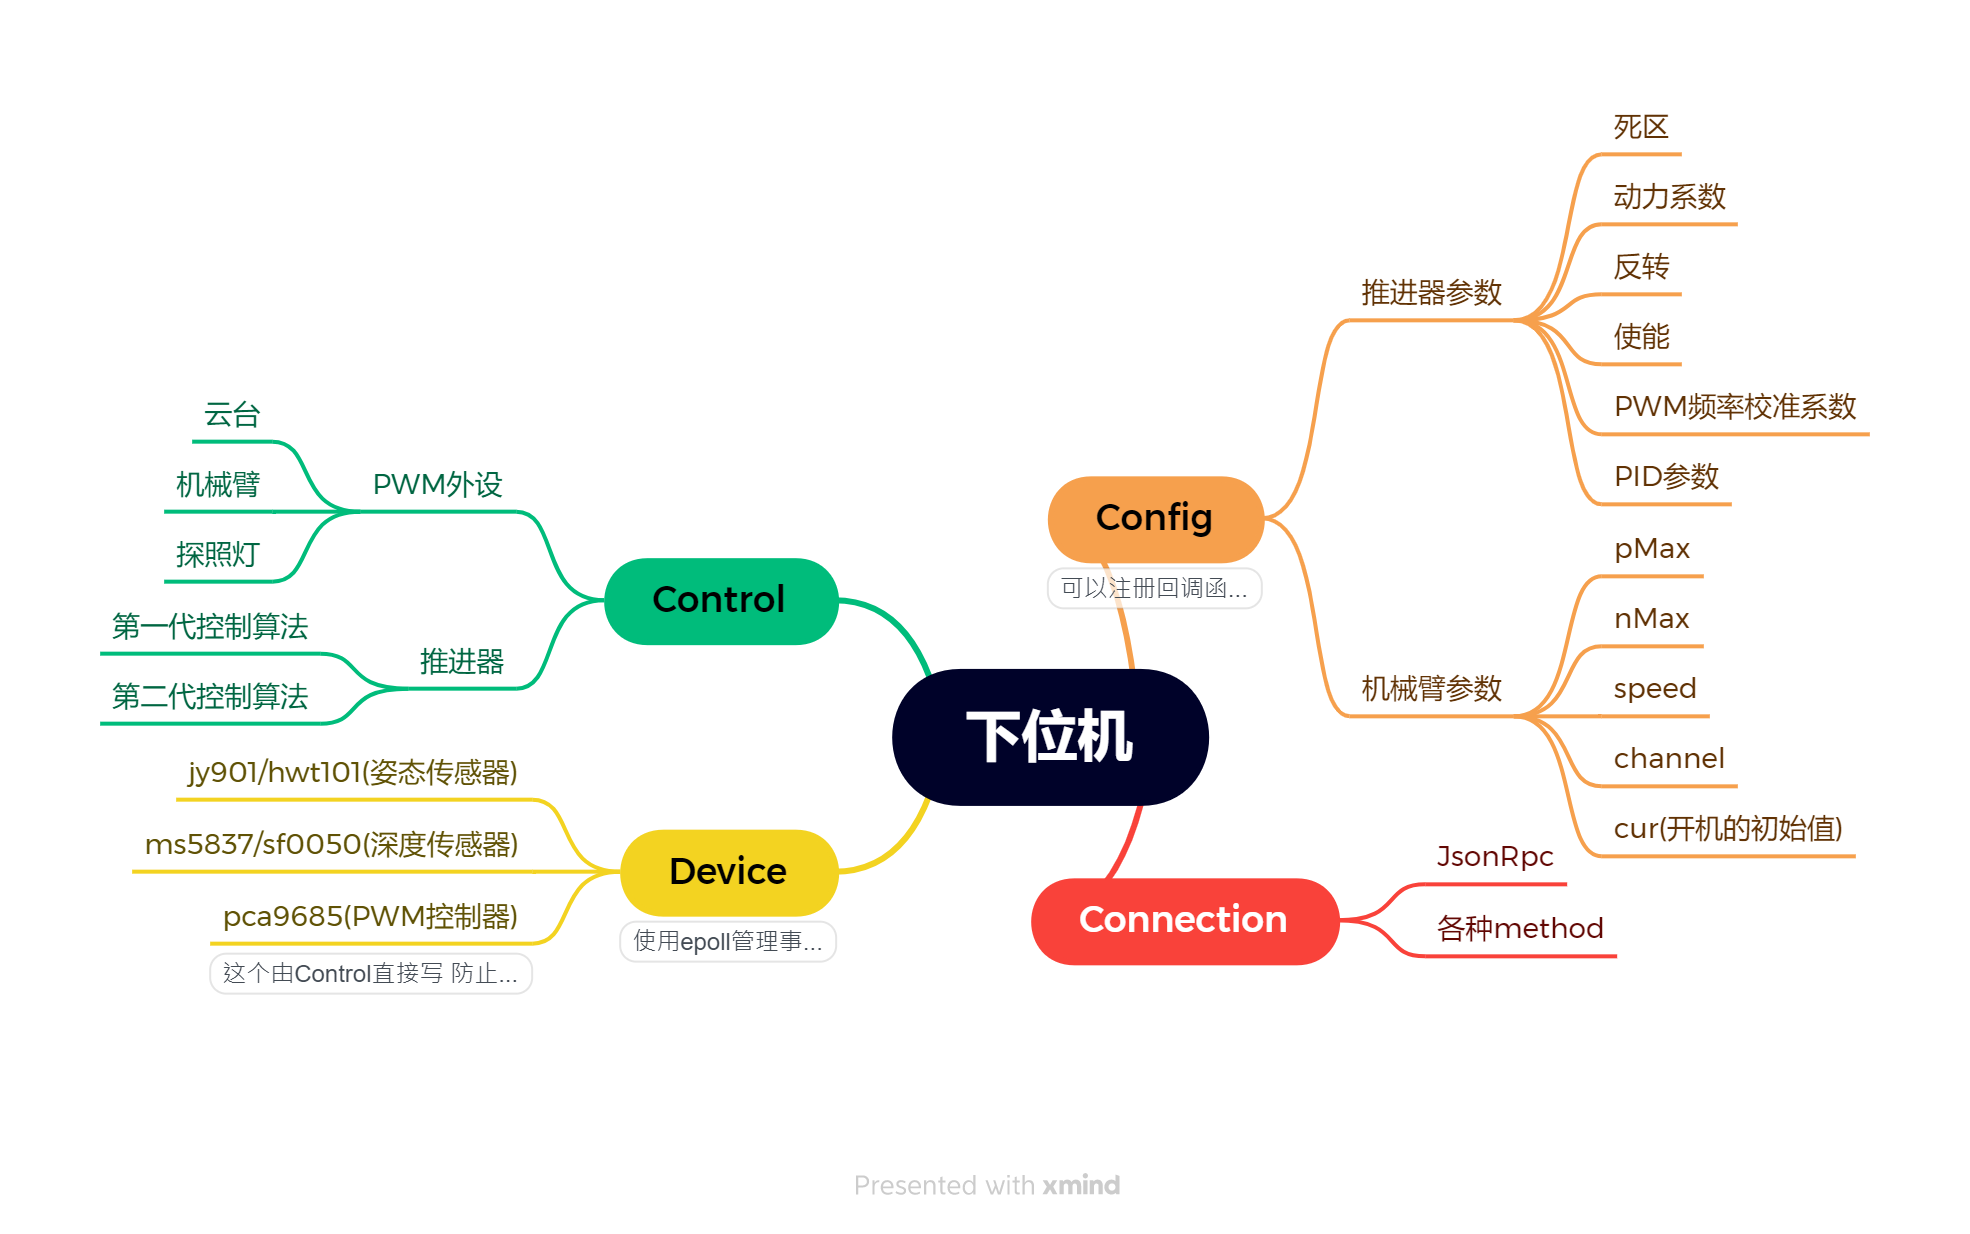 下位机
Config
可以注册回调函...
推进器参数
死区
动力系数
反转
使能
PWM频率校准系数
PID参数
机械臂参数
pMax
nMax
speed
channel
cur(开机的初始值)
Connection
JsonRpc
各种method
Control
PWM外设
云台
机械臂
探照灯
推进器
第一代控制算法
第二代控制算法
Device
使用epoll管理事...
jy901/hwt101(姿态传感器)
ms5837/sf0050(深度传感器)
pca9685(PWM控制器)
这个由Control直接写 防止...
Presented with xmind